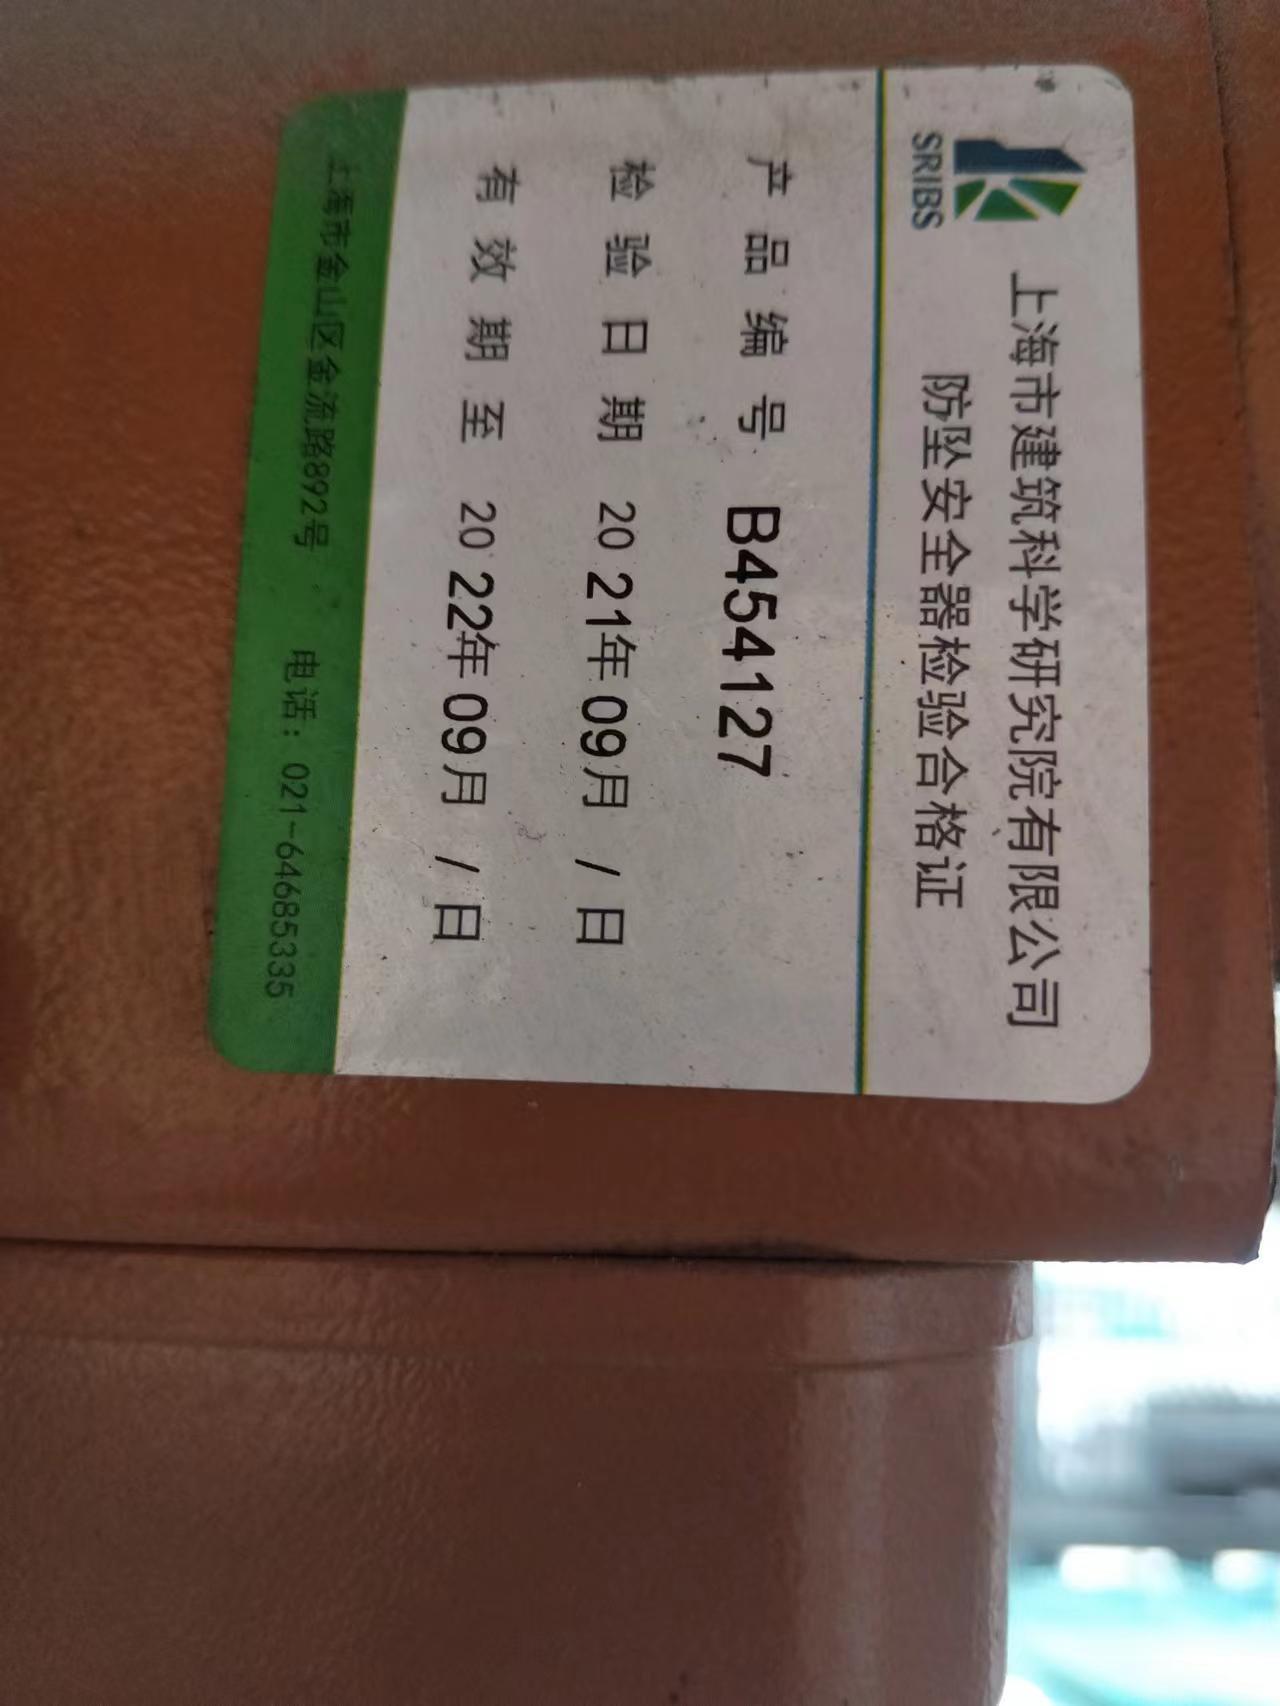 SRIBS
上海市建筑科学研究院有限公司
防坠安全器检验合格证
产品编号 B454127
检验日期 2021年09月 / 日
有效期至 2022年09月 / 日
上海市金山区金流路892号 电话：021-64685335